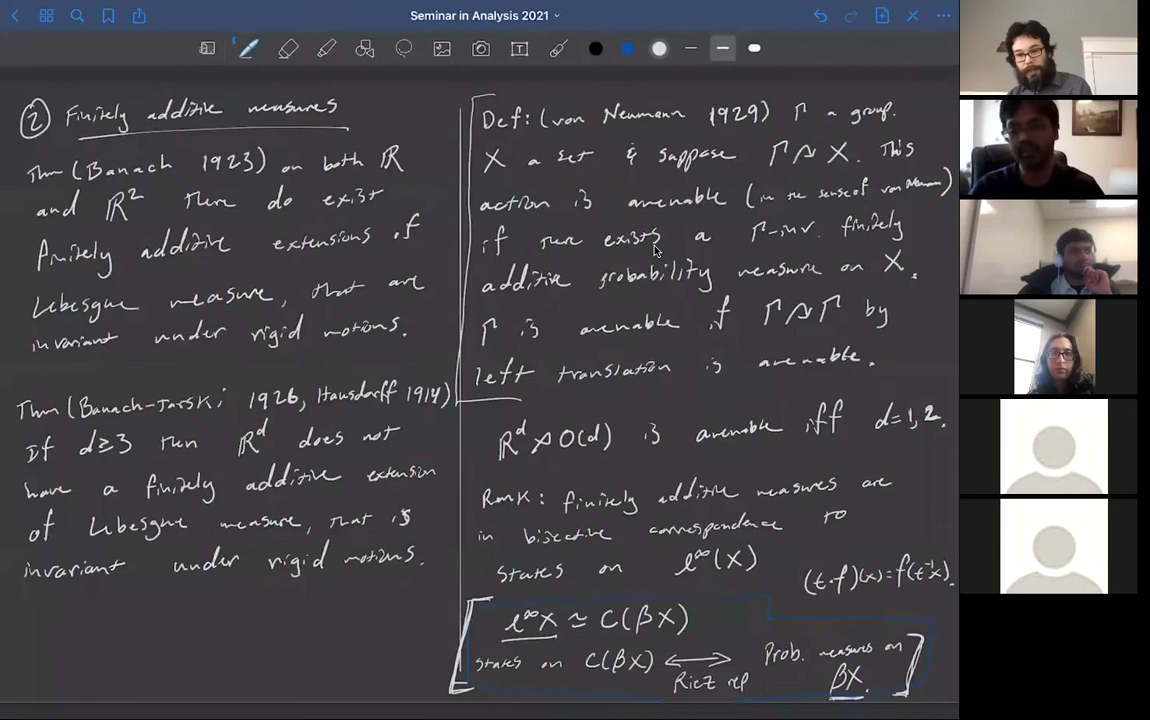 Seminar in Analysis 2021
② Finitely additive measures
Thm (Banach 1923) on both ℝ
and ℝ² there do exist
finitely additive extensions of
Lebesgue measure, that are
invariant under rigid motions.
Thm (Banach-Tarski 1926, Hausdorff 1914)
If d≥3 then ℝᵈ does not
have a finitely additive extension
of Lebesgue measure, that is
invariant under rigid motions.
Def: (von Neumann 1929) Γ a group.
X a set & suppose Γ↷X. This
action is amenable (in the sense of von Neumann)
if there exists a Γ-inv. finitely
additive probability measure on X.
Γ is amenable if Γ↷Γ by
left translation is amenable.
ℝᵈ⋊O(d) is amenable iff d=1,2.
Rmk: finitely additive measures are
in bijective correspondence to
states on ℓ^∞(X)
(t·f)(x)=f(t⁻¹x).
ℓ^∞X ≃ C(βX)
states on C(βX) ⟷ Prob. measures on
Riesz rep βX.